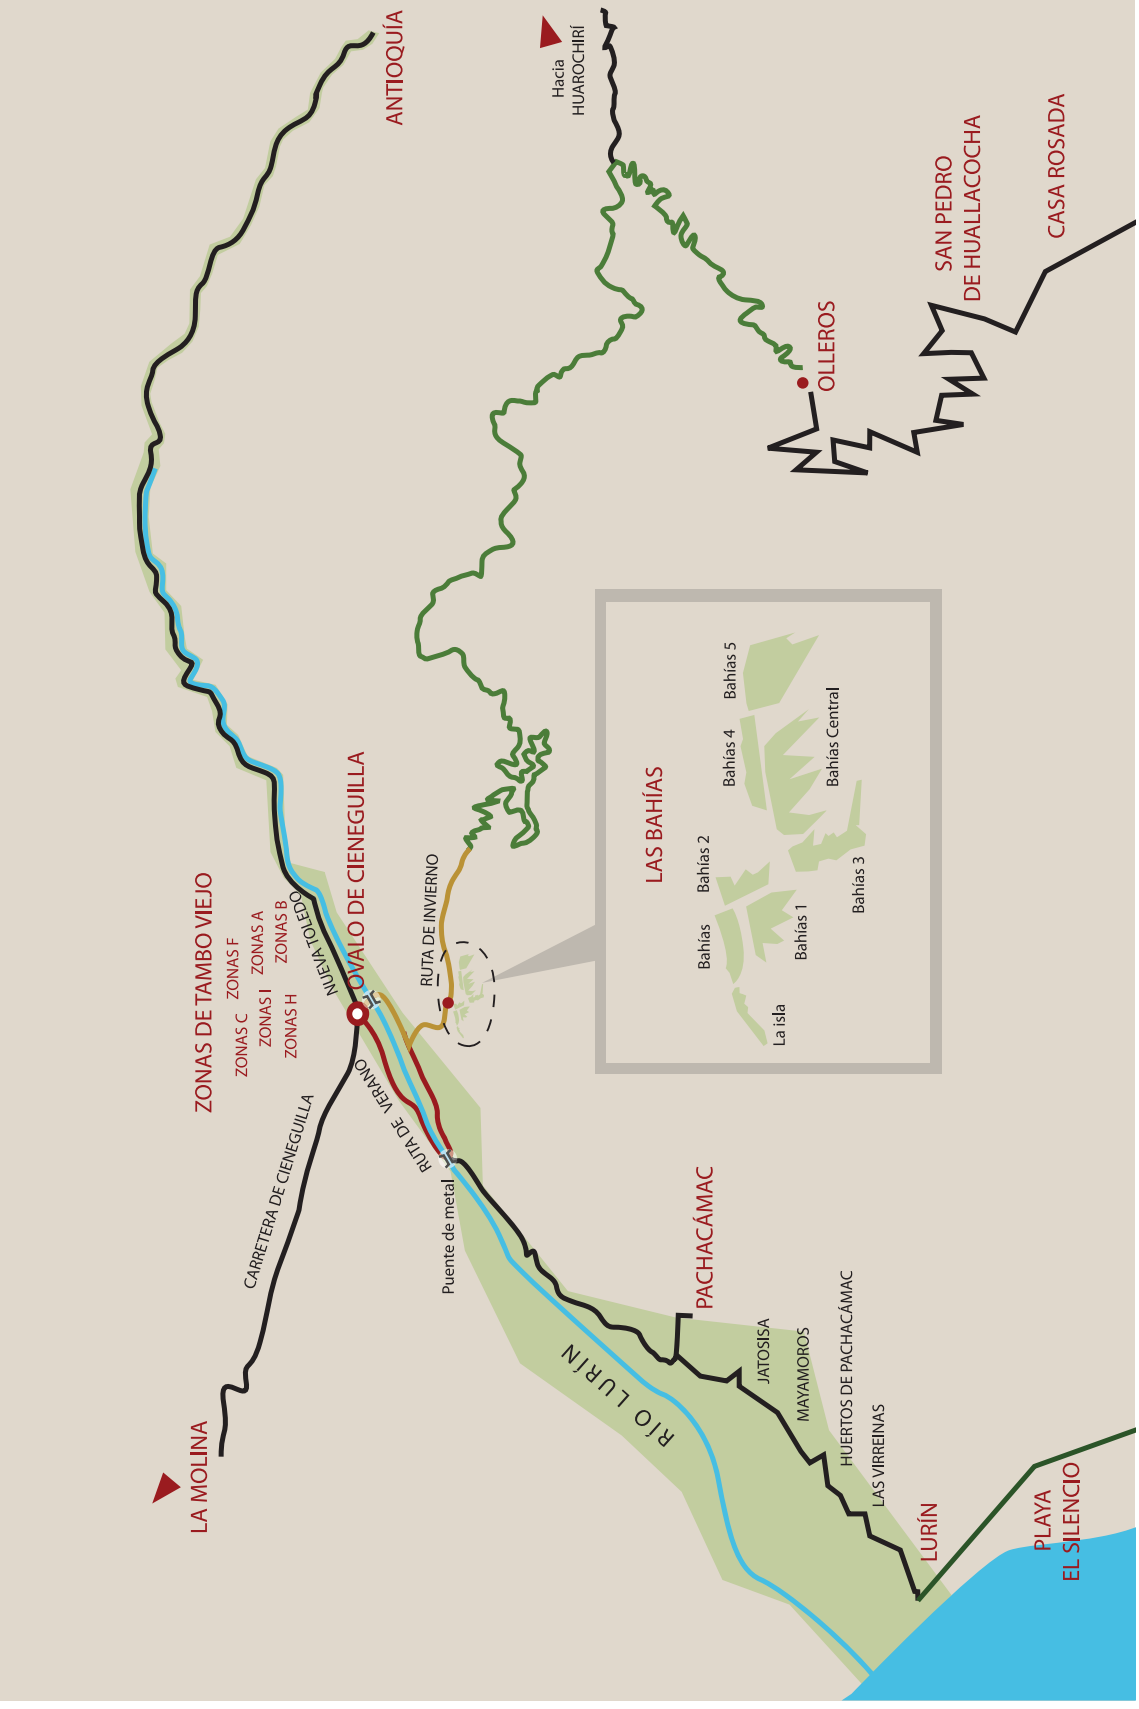 LA MOLINA
CARRETERA DE CIENEGUILLA
ZONAS DE TAMBO VIEJO
ZONAS C
ZONAS F
ZONAS I
ZONAS A
ZONAS H
ZONAS B
NUEVA TOLEDO
OVALO DE CIENEGUILLA
ANTIOQUÍA
RUTA DE VERANO
Puente de metal
RUTA DE INVIERNO
Hacia
HUAROCHIRÍ
RÍO LURÍN
LAS BAHÍAS
Bahías
Bahías 2
Bahías 4
Bahías 5
La isla
Bahías 1
Bahías Central
Bahías 3
OLLEROS
SAN PEDRO
DE HUALLACOCHA
CASA ROSADA
PACHACÁMAC
JATOSISA
MAYAMOROS
HUERTOS DE PACHACÁMAC
LAS VIRREINAS
LURÍN
PLAYA
EL SILENCIO